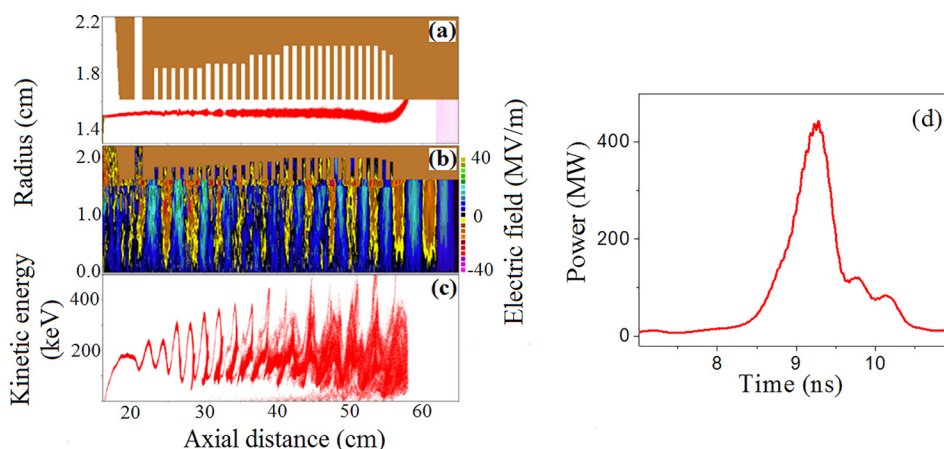 2.2
1.8
1.4
(a)
Radius (cm)
2.0
1.0
0.0
(b)
40
0
-40
Electric field (MV/m)
(c)
400
200
Kinetic energy
(keV)
20 30 40 50 60
Axial distance (cm)
(d)
400
200
0
Power (MW)
8 9 10
Time (ns)